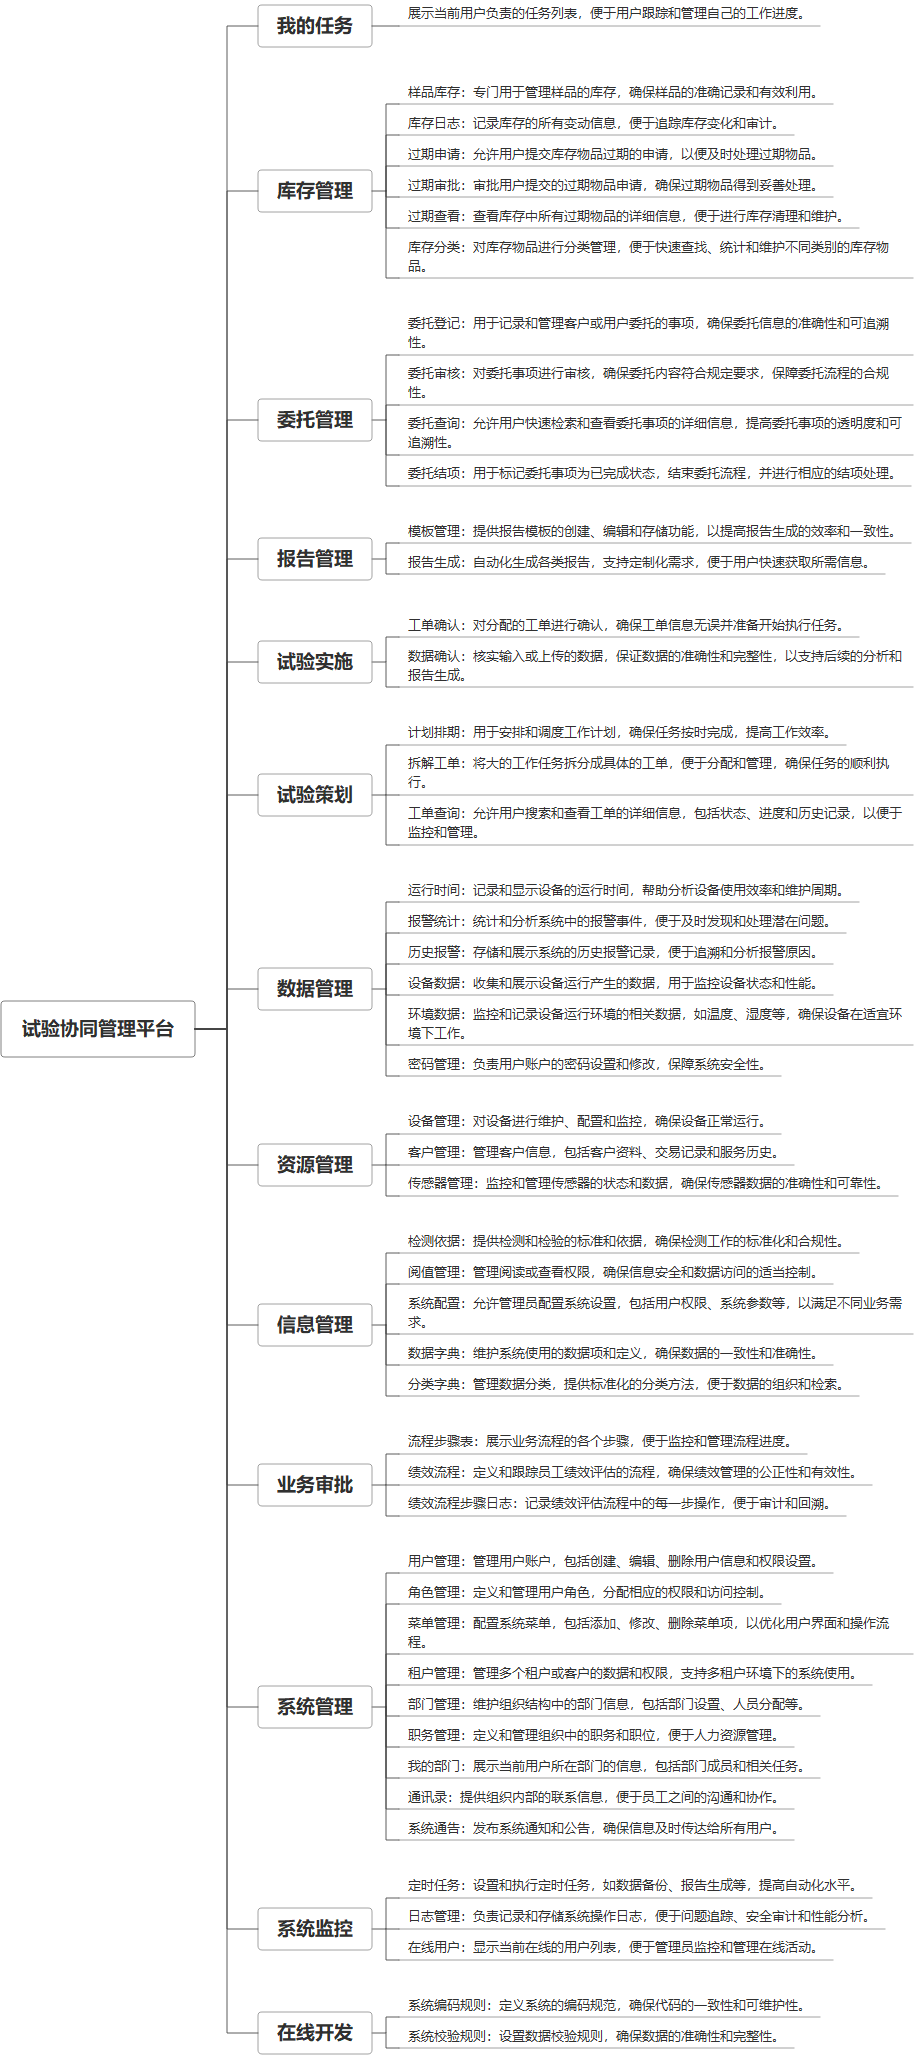 我的任务
展示当前用户负责的任务列表，便于用户跟踪和管理自己的工作进度。
库存管理
样品库存：专门用于管理样品的库存，确保样品的准确记录和有效利用。
库存日志：记录库存的所有变动信息，便于追踪库存变化和审计。
过期申请：允许用户提交库存物品过期的申请，以便及时处理过期物品。
过期审批：审批用户提交的过期物品申请，确保过期物品得到妥善处理。
过期查看：查看库存中所有过期物品的详细信息，便于进行库存清理和维护。
库存分类：对库存物品进行分类管理，便于快速查找、统计和维护不同类别的库存物
品。
委托管理
委托登记：用于记录和管理客户或用户委托的事项，确保委托信息的准确性和可追溯
性。
委托审核：对委托事项进行审核，确保委托内容符合规定要求，保障委托流程的合规
性。
委托查询：允许用户快速检索和查看委托事项的详细信息，提高委托事项的透明度和可
追溯性。
委托结项：用于标记委托事项为已完成状态，结束委托流程，并进行相应的结项处理。
报告管理
模板管理：提供报告模板的创建、编辑和存储功能，以提高报告生成的效率和一致性。
报告生成：自动化生成各类报告，支持定制化需求，便于用户快速获取所需信息。
试验实施
工单确认：对分配的工单进行确认，确保工单信息无误并准备开始执行任务。
数据确认：核实输入或上传的数据，保证数据的准确性和完整性，以支持后续的分析和
报告生成。
试验策划
计划排期：用于安排和调度工作计划，确保任务按时完成，提高工作效率。
拆解工单：将大的工作任务拆分成具体的工单，便于分配和管理，确保任务的顺利执
行。
工单查询：允许用户搜索和查看工单的详细信息，包括状态、进度和历史记录，以便于
监控和管理。
数据管理
运行时间：记录和显示设备的运行时间，帮助分析设备使用效率和维护周期。
报警统计：统计和分析系统中的报警事件，便于及时发现和处理潜在问题。
历史报警：存储和展示系统的历史报警记录，便于追溯和分析报警原因。
设备数据：收集和展示设备运行产生的数据，用于监控设备状态和性能。
环境数据：监控和记录设备运行环境的相关数据，如温度、湿度等，确保设备在适宜环
境下工作。
密码管理：负责用户账户的密码设置和修改，保障系统安全性。
试验协同管理平台
资源管理
设备管理：对设备进行维护、配置和监控，确保设备正常运行。
客户管理：管理客户信息，包括客户资料、交易记录和服务历史。
传感器管理：监控和管理传感器的状态和数据，确保传感器数据的准确性和可靠性。
信息管理
检测依据：提供检测和检验的标准和依据，确保检测工作的标准化和合规性。
阅值管理：管理阅读或查看权限，确保信息安全和数据访问的适当控制。
系统配置：允许管理员配置系统设置，包括用户权限、系统参数等，以满足不同业务需
求。
数据字典：维护系统使用的数据项和定义，确保数据的一致性和准确性。
分类字典：管理数据分类，提供标准化的分类方法，便于数据的组织和检索。
业务审批
流程步骤表：展示业务流程的各个步骤，便于监控和管理流程进度。
绩效流程：定义和跟踪员工绩效评估的流程，确保绩效管理的公正性和有效性。
绩效流程步骤日志：记录绩效评估流程中的每一步操作，便于审计和回溯。
系统管理
用户管理：管理用户账户，包括创建、编辑、删除用户信息和权限设置。
角色管理：定义和管理用户角色，分配相应的权限和访问控制。
菜单管理：配置系统菜单，包括添加、修改、删除菜单项，以优化用户界面和操作流
程。
租户管理：管理多个租户或客户的数据和权限，支持多租户环境下的系统使用。
部门管理：维护组织结构中的部门信息，包括部门设置、人员分配等。
职务管理：定义和管理组织中的职务和职位，便于人力资源管理。
我的部门：展示当前用户所在部门的信息，包括部门成员和相关任务。
通讯录：提供组织内部的联系信息，便于员工之间的沟通和协作。
系统通告：发布系统通知和公告，确保信息及时传达给所有用户。
系统监控
定时任务：设置和执行定时任务，如数据备份、报告生成等，提高自动化水平。
日志管理：负责记录和存储系统操作日志，便于问题追踪、安全审计和性能分析。
在线用户：显示当前在线的用户列表，便于管理员监控和管理在线活动。
在线开发
系统编码规则：定义系统的编码规范，确保代码的一致性和可维护性。
系统校验规则：设置数据校验规则，确保数据的准确性和完整性。